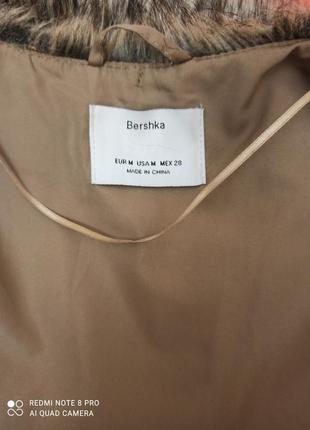 Bershka
EUR M USA M MEX 28
MADE IN CHINA
REDMI NOTE 8 PRO
AI QUAD CAMERA